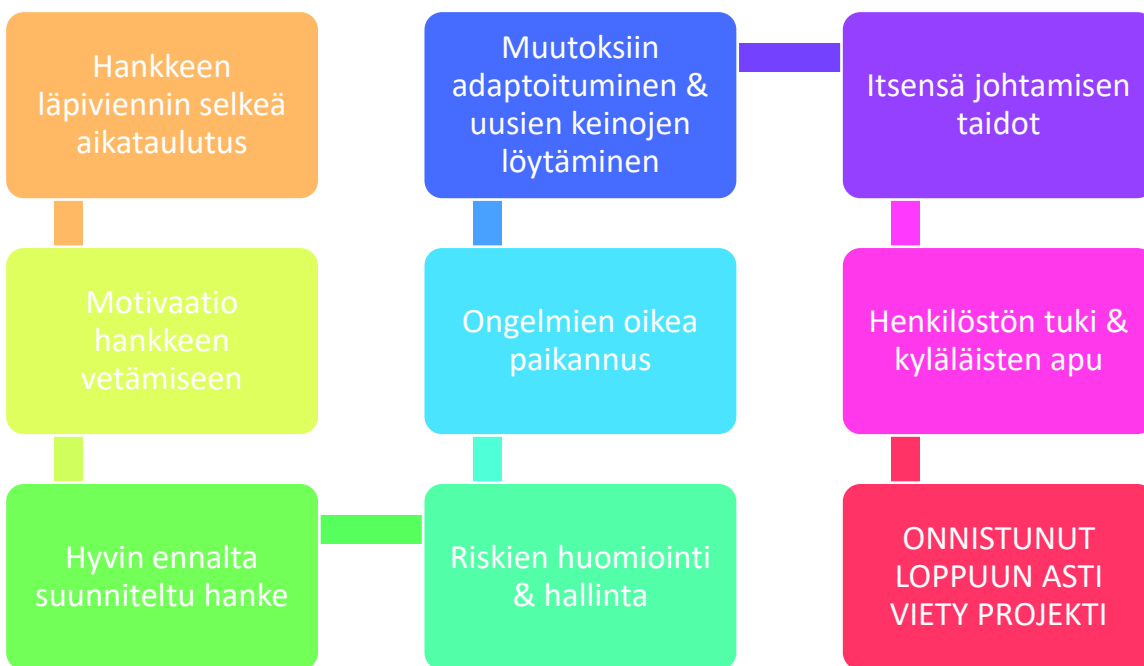 Hankkeen
läpiviennin selkeä
aikataulutus
Motivaatio
hankkeen
vetämiseen
Hyvin ennalta
suunniteltu hanke
Riskien huomiointi
& hallinta
Ongelmien oikea
paikannus
Muutoksiin
adaptoituminen &
uusien keinojen
löytäminen
Itsensä johtamisen
taidot
Henkilöstön tuki &
kyläläisten apu
ONNISTUNUT
LOPPUUN ASTI
VIETY PROJEKTI